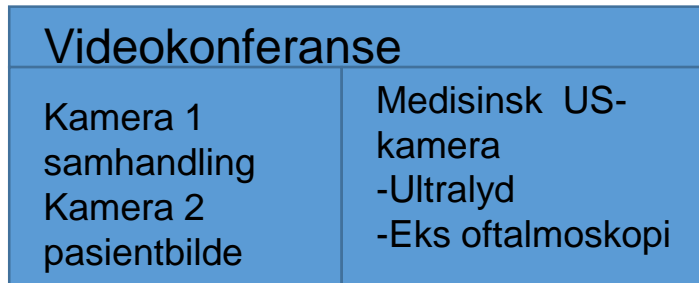 Videokonferanse
Kamera 1
samhandling
Kamera 2
pasientbilde
Medisinsk US-
kamera
-Ultralyd
-Eks oftalmoskopi